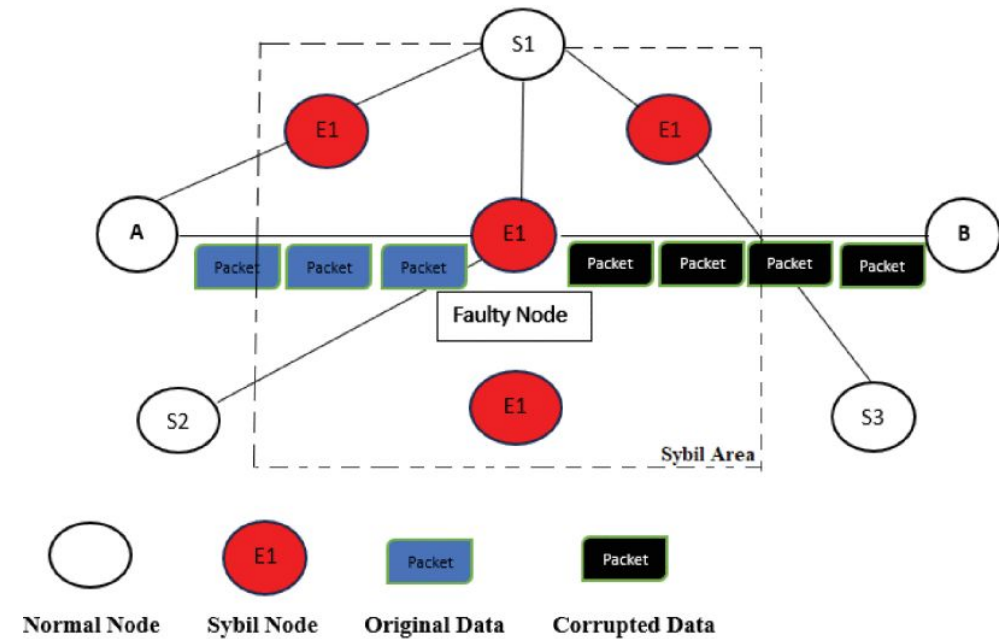 S1
E1
E1
A
E1
B
Packet
Packet
Packet
Packet
Packet
Packet
Packet
Faulty Node
S2
E1
S3
Sybil Area
E1
Packet
Packet
Normal Node
Sybil Node
Original Data
Corrupted Data